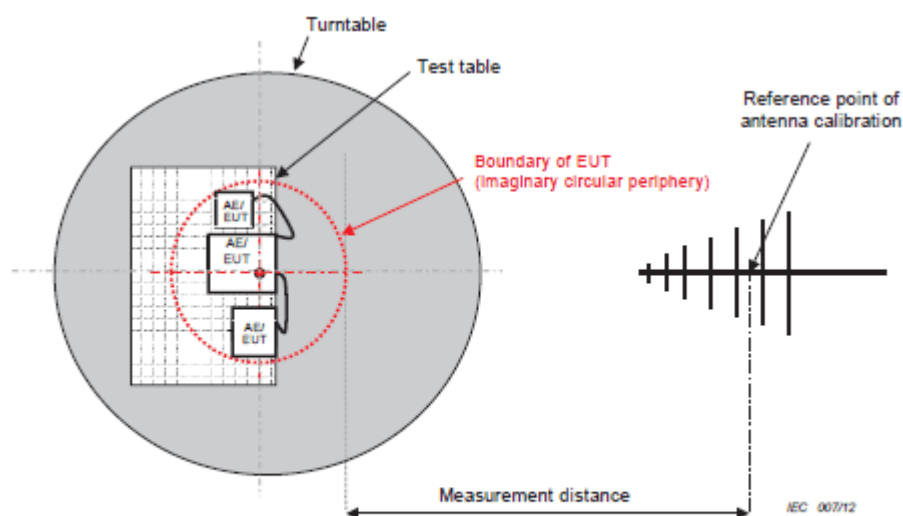 Turntable
Test table
Reference point of
antenna calibration
Boundary of EUT
(imaginary circular periphery)
AE/
EUT
AE/
EUT
AE/
EUT
Measurement distance
IEC 007/12